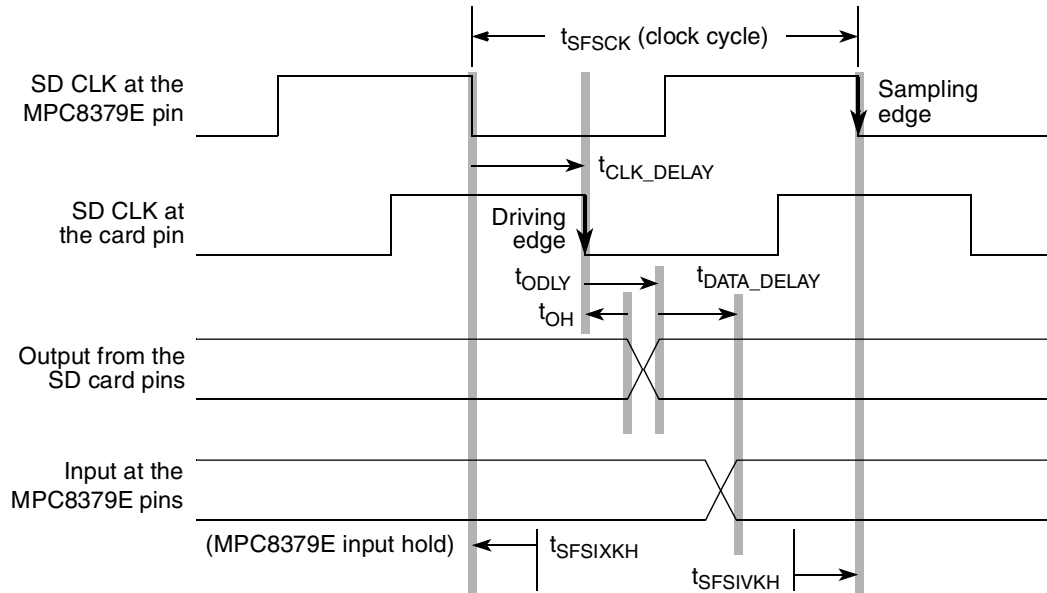 tSFSCK (clock cycle)
SD CLK at the
MPC8379E pin
Sampling
edge
tCLK_DELAY
SD CLK at
the card pin
Driving
edge
tODLY
tDATA_DELAY
tOH
Output from the
SD card pins
Input at the
MPC8379E pins
(MPC8379E input hold)
tSFSIXKH
tSFSIVKH